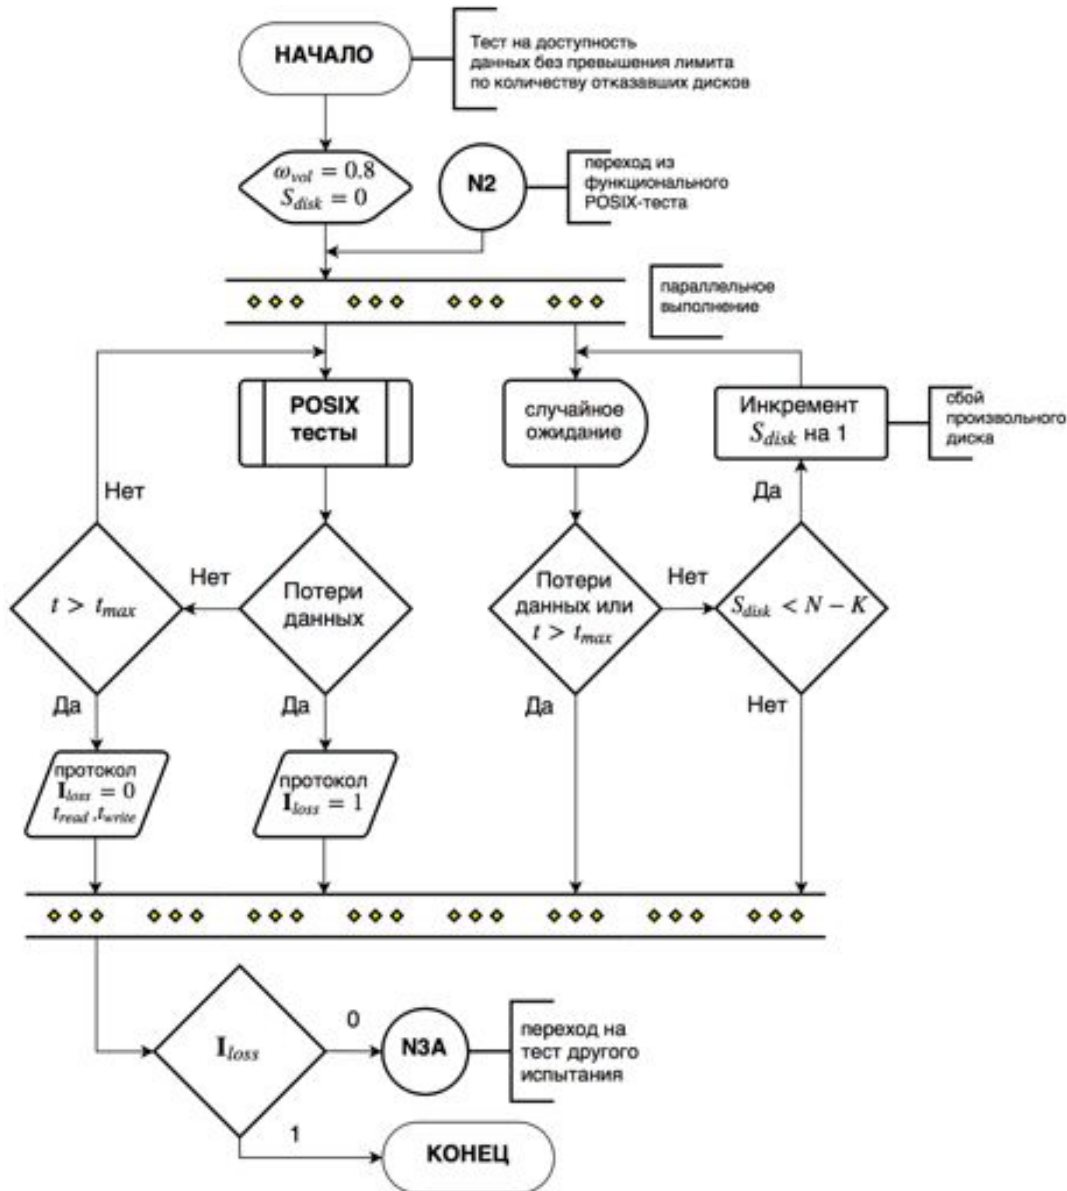 НАЧАЛО
Тест на доступность
данных без превышения лимита
по количеству отказавших дисков
ω_vol = 0.8
S_disk = 0
N2
переход из
функционального
POSIX-теста
параллельное
выполнение
POSIX
тесты
случайное
ожидание
Инкремент
S_disk на 1
сбой
произвольного
диска
Нет
Да
t > t_max
Нет
Потери
данных
Потери
данных или
t > t_max
Нет
S_disk < N − K
Да
Да
Да
Нет
протокол
I_loss = 0
t_read, t_write
протокол
I_loss = 1
I_loss
0
N3A
переход на
тест другого
испытания
1
КОНЕЦ